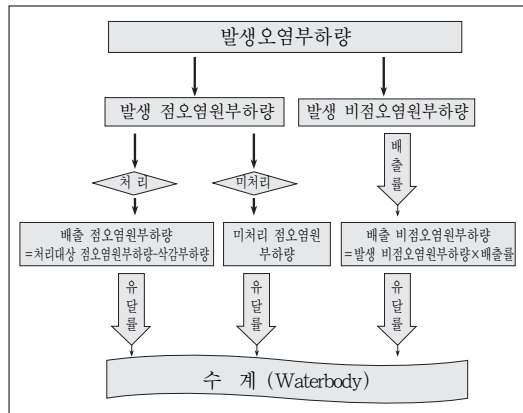 발생오염부하량
발생 점오염원부하량
발생 비점오염원부하량
배출률
처 리
미처리
배출 점오염원부하량
=처리대상 점오염원부하량-삭감부하량
미처리 점오염원
부하량
배출 비점오염원부하량
=발생 비점오염원부하량×배출률
유달률
유달률
유달률
수 계 (Waterbody)